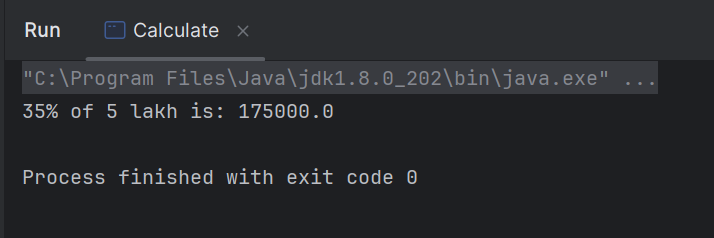 Run Calculate
"C:\Program Files\Java\jdk1.8.0_202\bin\java.exe" ...
35% of 5 lakh is: 175000.0
Process finished with exit code 0